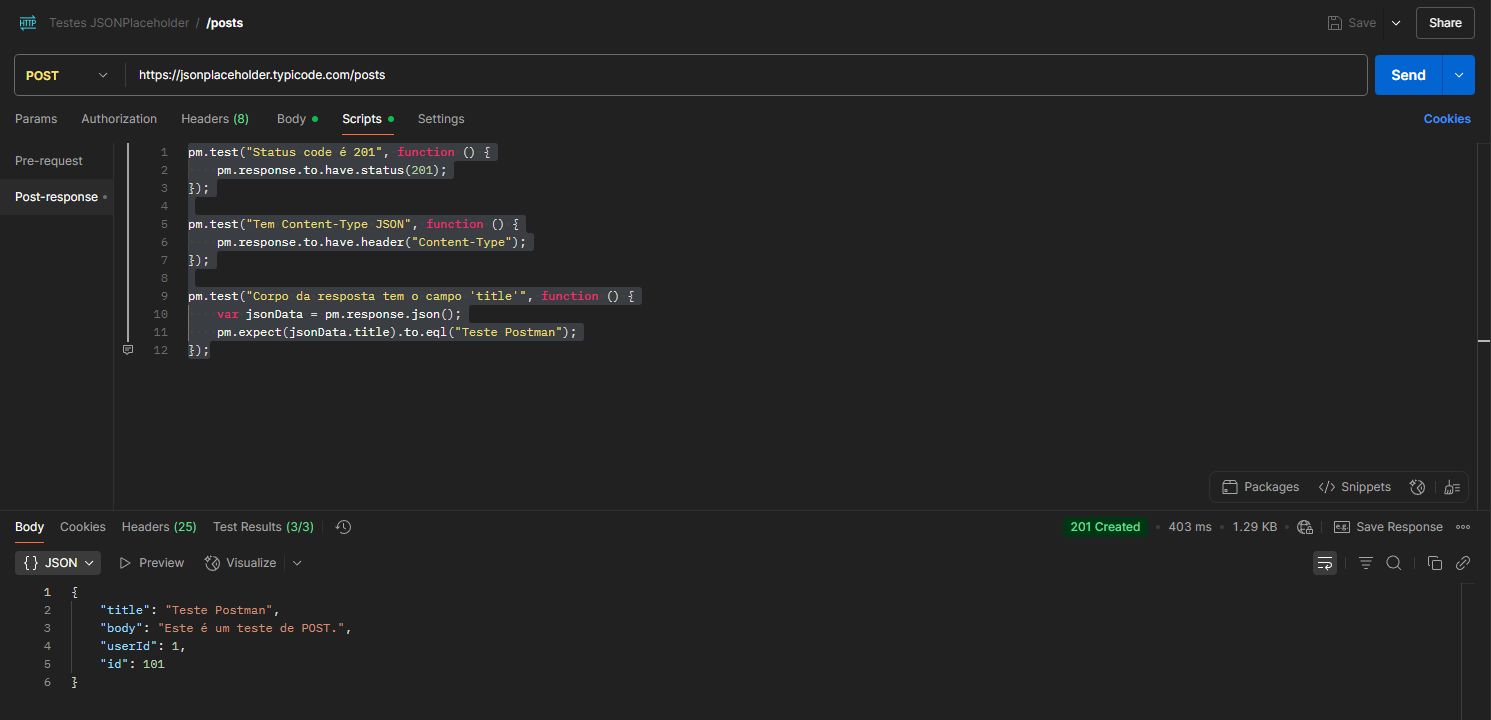 HTTP Testes JSONPlaceholder / /posts Save Share
POST https://jsonplaceholder.typicode.com/posts Send
Params Authorization Headers (8) Body Scripts Settings Cookies
Pre-request
Post-response
1 pm.test("Status code é 201", function () {
2     pm.response.to.have.status(201);
3 });
4
5 pm.test("Tem Content-Type JSON", function () {
6     pm.response.to.have.header("Content-Type");
7 });
8
9 pm.test("Corpo da resposta tem o campo 'title'", function () {
10     var jsonData = pm.response.json();
11     pm.expect(jsonData.title).to.eql("Teste Postman");
12 });
Packages </> Snippets
Body Cookies Headers (25) Test Results (3/3) 201 Created 403 ms 1.29 KB e.g. Save Response
{} JSON Preview Visualize
1 {
2     "title": "Teste Postman",
3     "body": "Este é um teste de POST.",
4     "userId": 1,
5     "id": 101
6 }